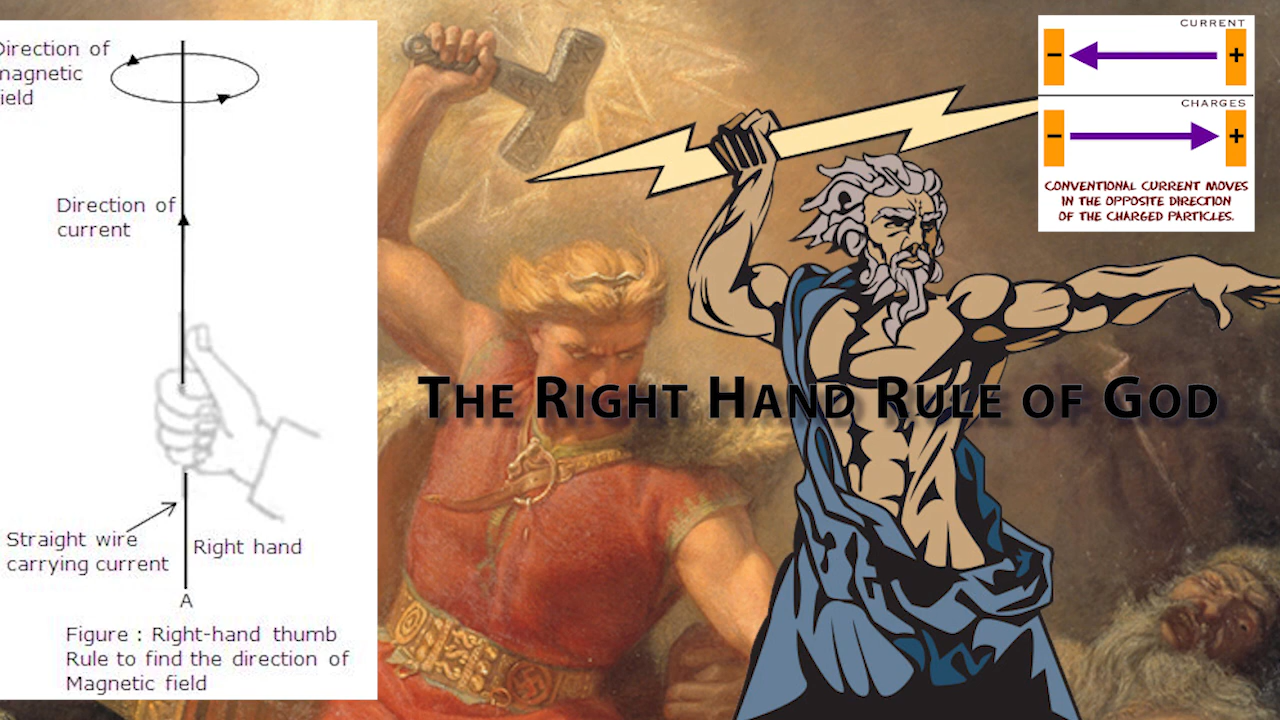 Direction of
magnetic
field
Direction of
current
Straight wire
carrying current
Right hand
A
Figure : Right-hand thumb
Rule to find the direction of
Magnetic field
The Right Hand Rule of God
CURRENT
- +
CHARGES
- +
CONVENTIONAL CURRENT MOVES
IN THE OPPOSITE DIRECTION
OF THE CHARGED PARTICLES.